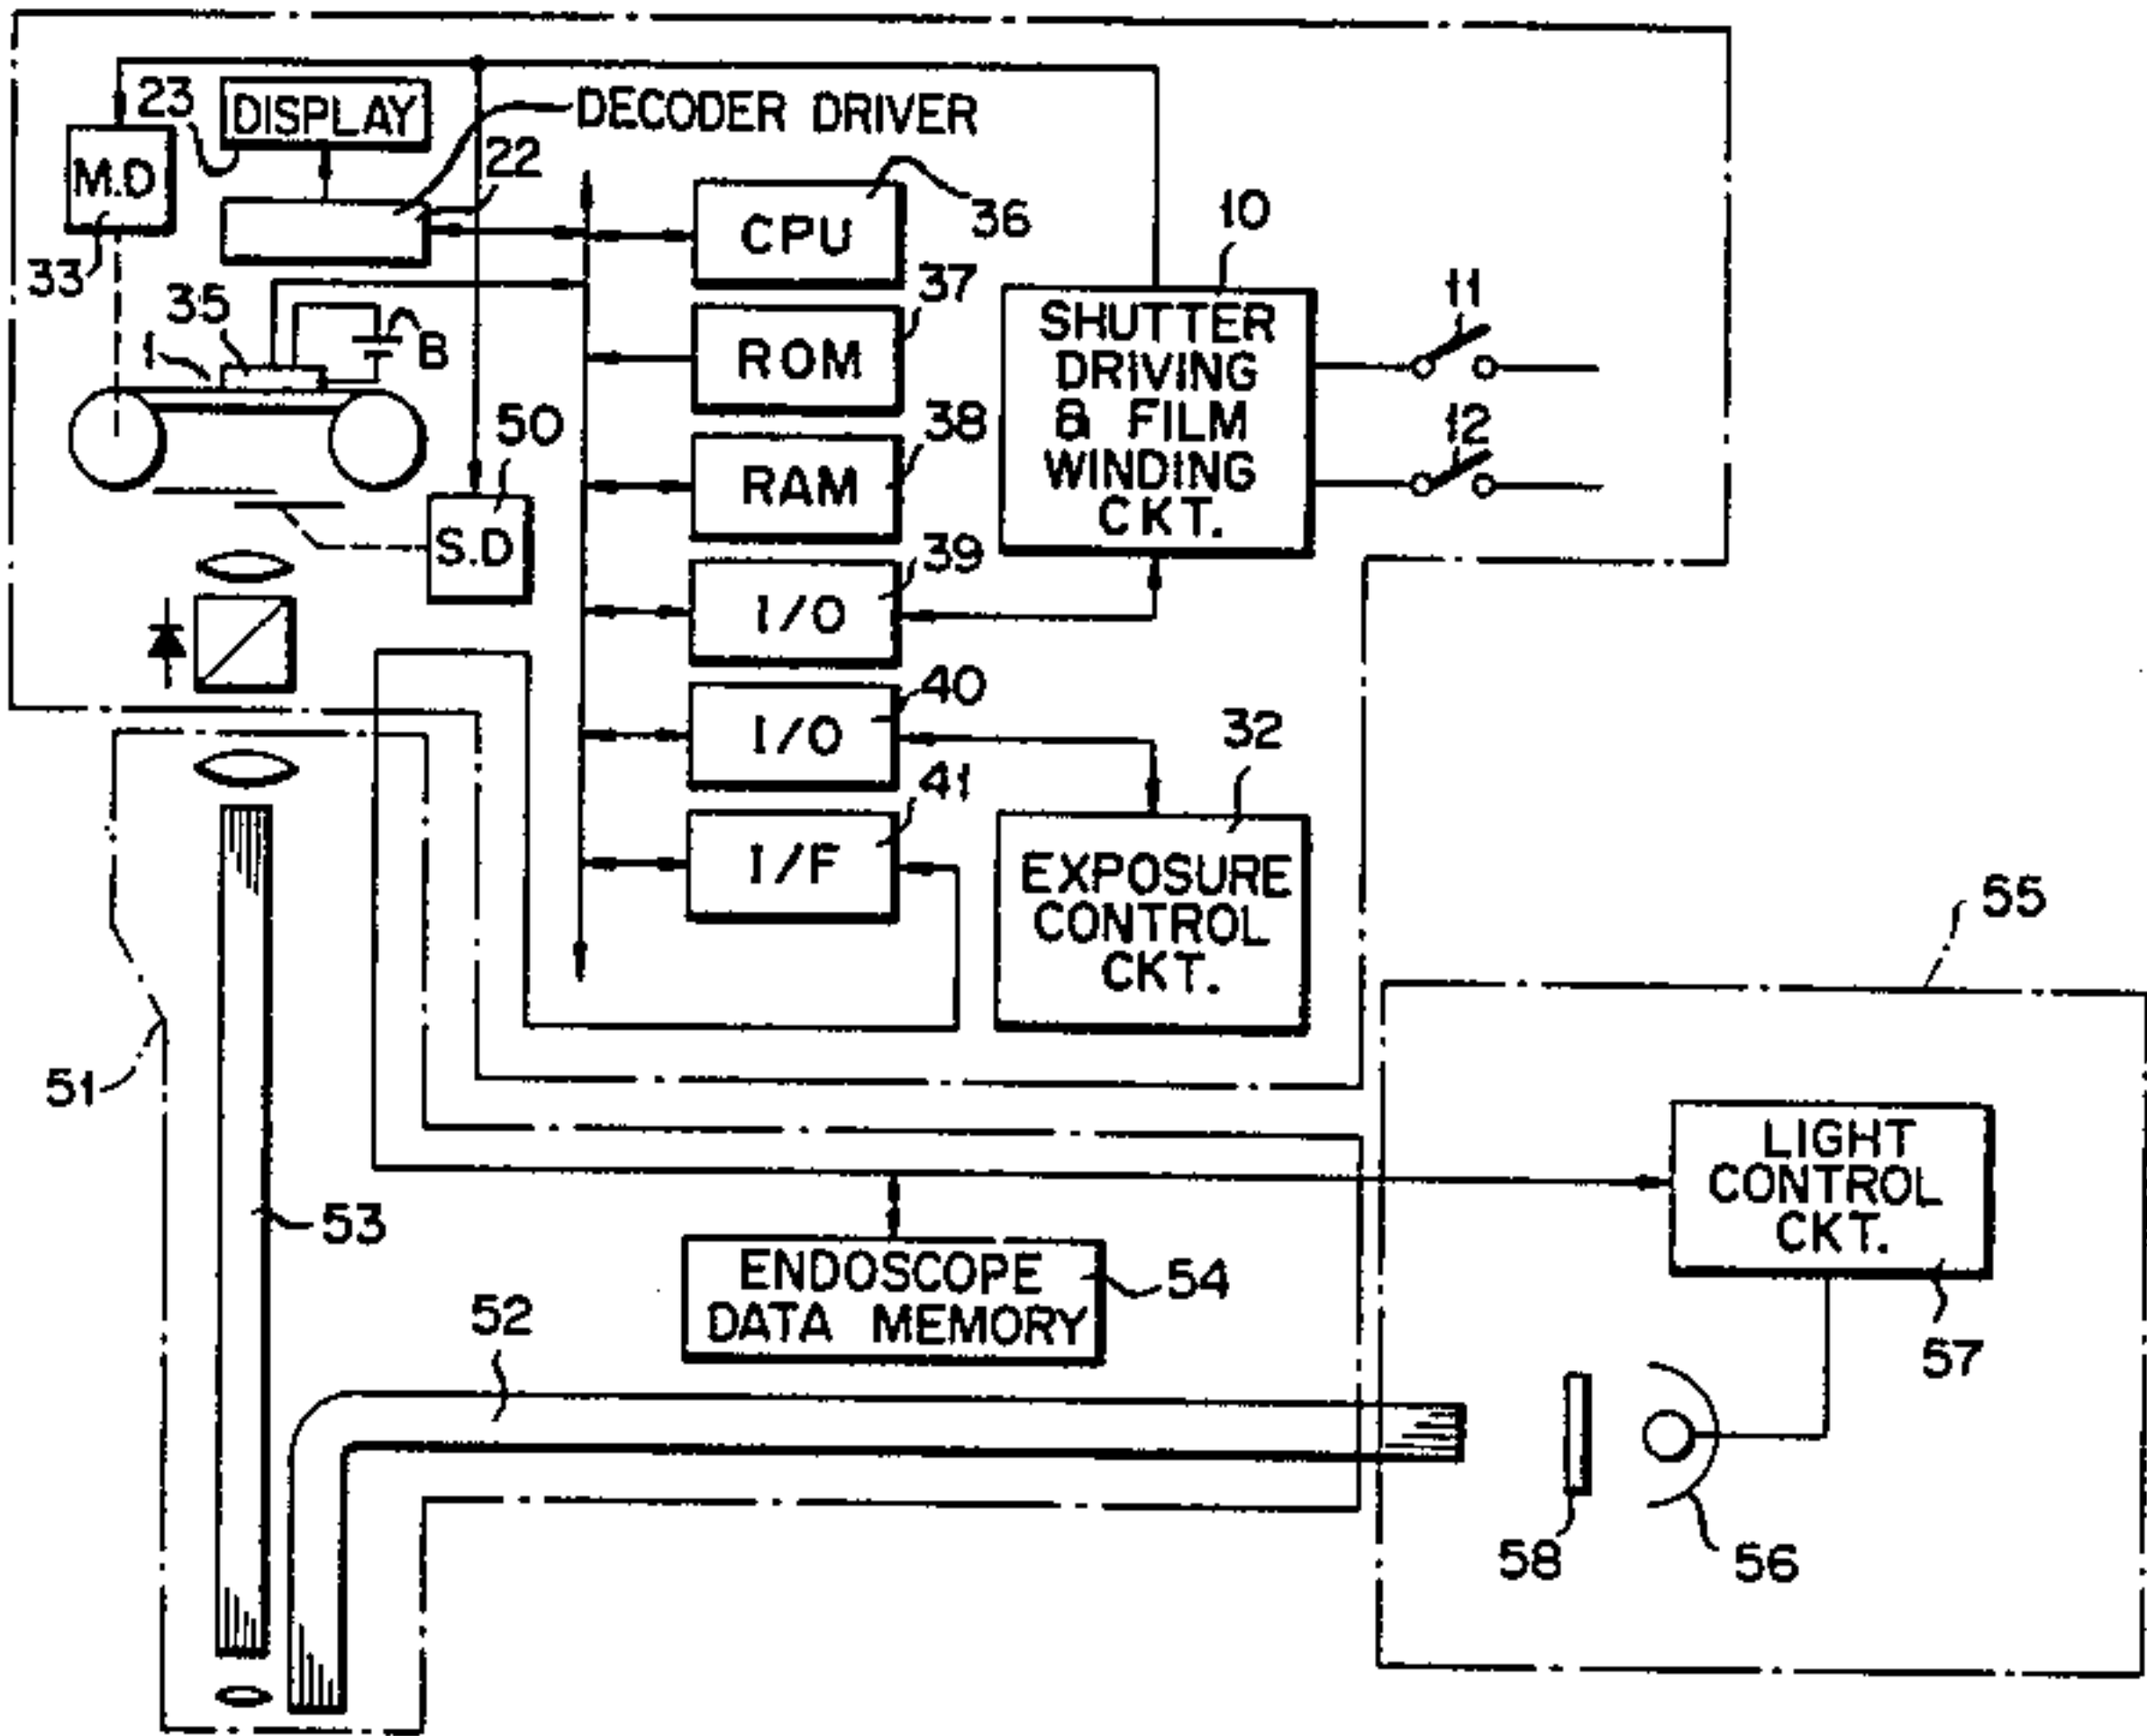 23
DISPLAY
DECODER DRIVER
M.D
22
33
CPU
36
10
35
1
B
ROM
37
SHUTTER
DRIVING
& FILM
WINDING
CKT.
11
12
50
RAM
38
S.D
I/O
39
I/O
40
32
I/F
41
EXPOSURE
CONTROL
CKT.
55
51
LIGHT
CONTROL
CKT.
53
ENDOSCOPE
DATA MEMORY
54
52
57
58
56